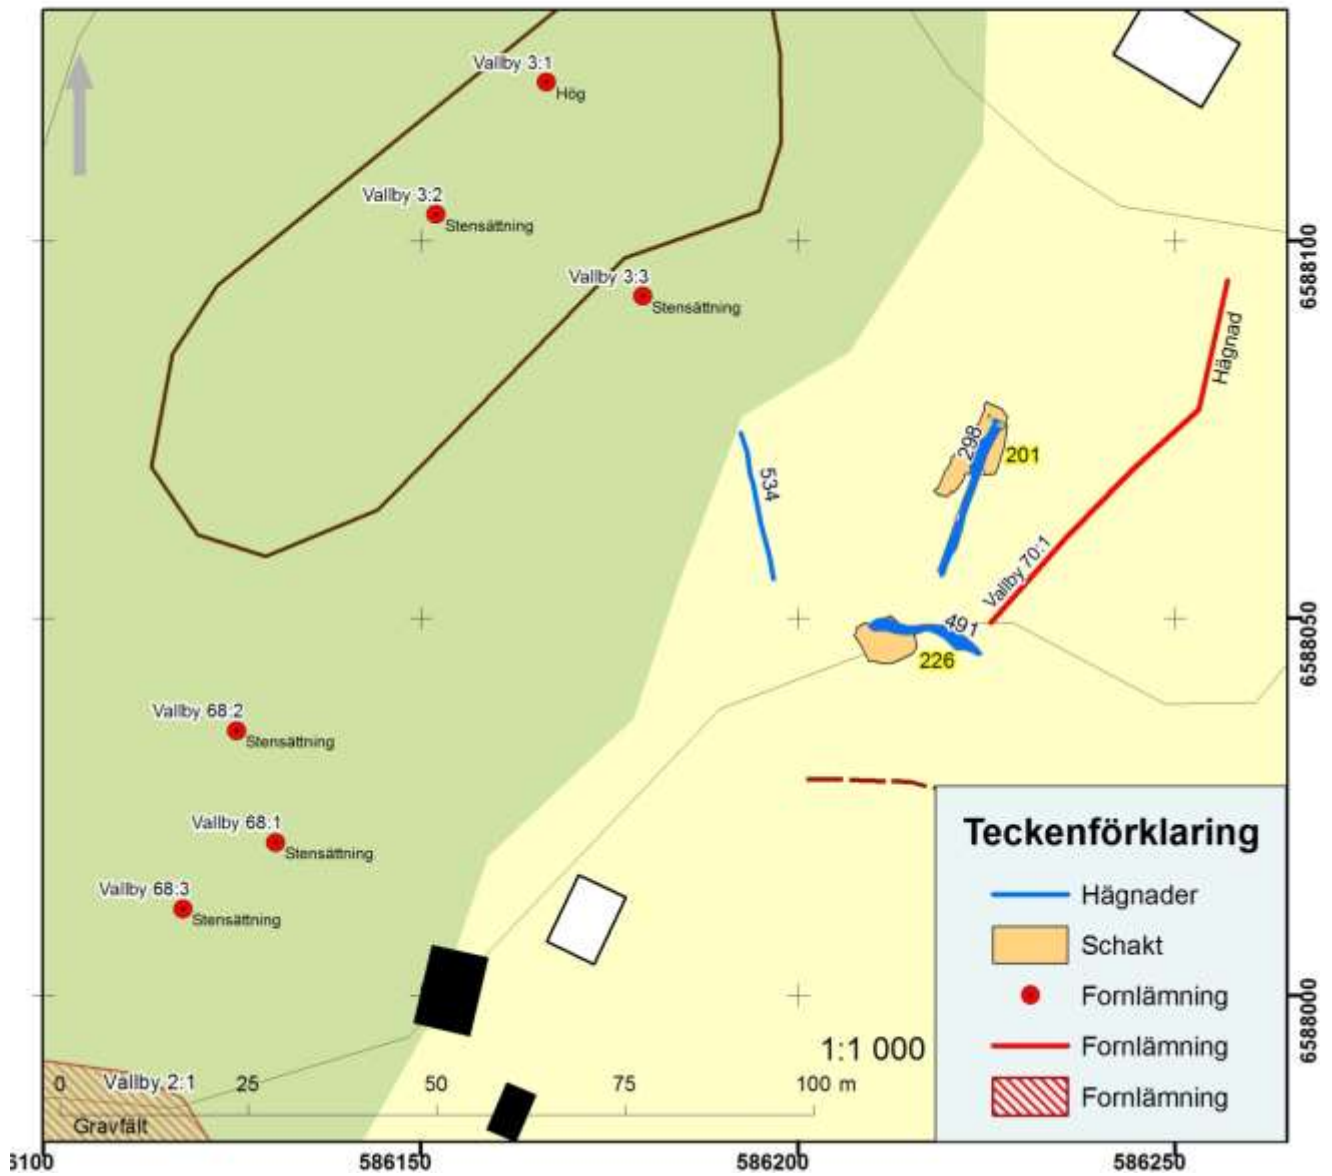 Vallby 3:1
Hög
Vallby 3:2
Stensättning
Vallby 3:3
Stensättning
6588100
Hägnad
298
201
534
Vallby 70:1
491
226
6588050
Vallby 68:2
Stensättning
Vallby 68:1
Stensättning
Vallby 68:3
Stensättning
Teckenförklaring
Hägnader
Schakt
Fornlämning
Fornlämning
Fornlämning
6588000
1:1 000
0 25 50 75 100 m
Vallby 2:1
Gravfält
6100 586150 586200 586250